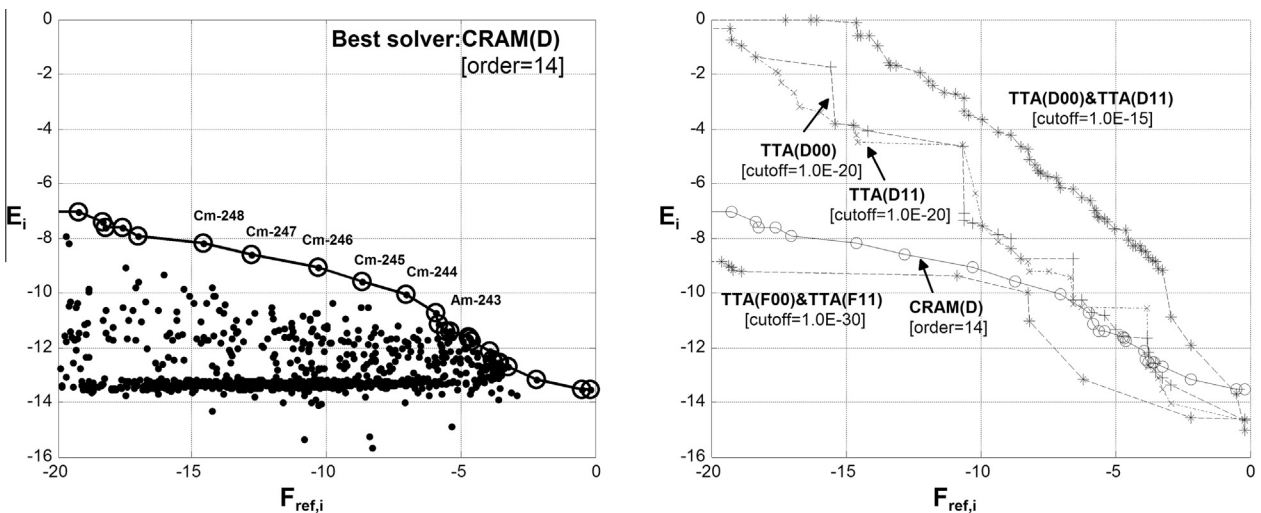 Best solver:CRAM(D)
[order=14]
0
-2
-4
-6
-8
-10
-12
-14
-16
E i
Cm-248
Cm-247
Cm-246
Cm-245
Cm-244
Am-243
-20
-15
-10
-5
0
F ref,i
0
-2
-4
-6
-8
-10
-12
-14
-16
E i
TTA(D00)&TTA(D11)
[cutoff=1.0E-15]
TTA(D00)
[cutoff=1.0E-20]
TTA(D11)
[cutoff=1.0E-20]
TTA(F00)&TTA(F11)
[cutoff=1.0E-30]
CRAM(D)
[order=14]
-20
-15
-10
-5
0
F ref,i